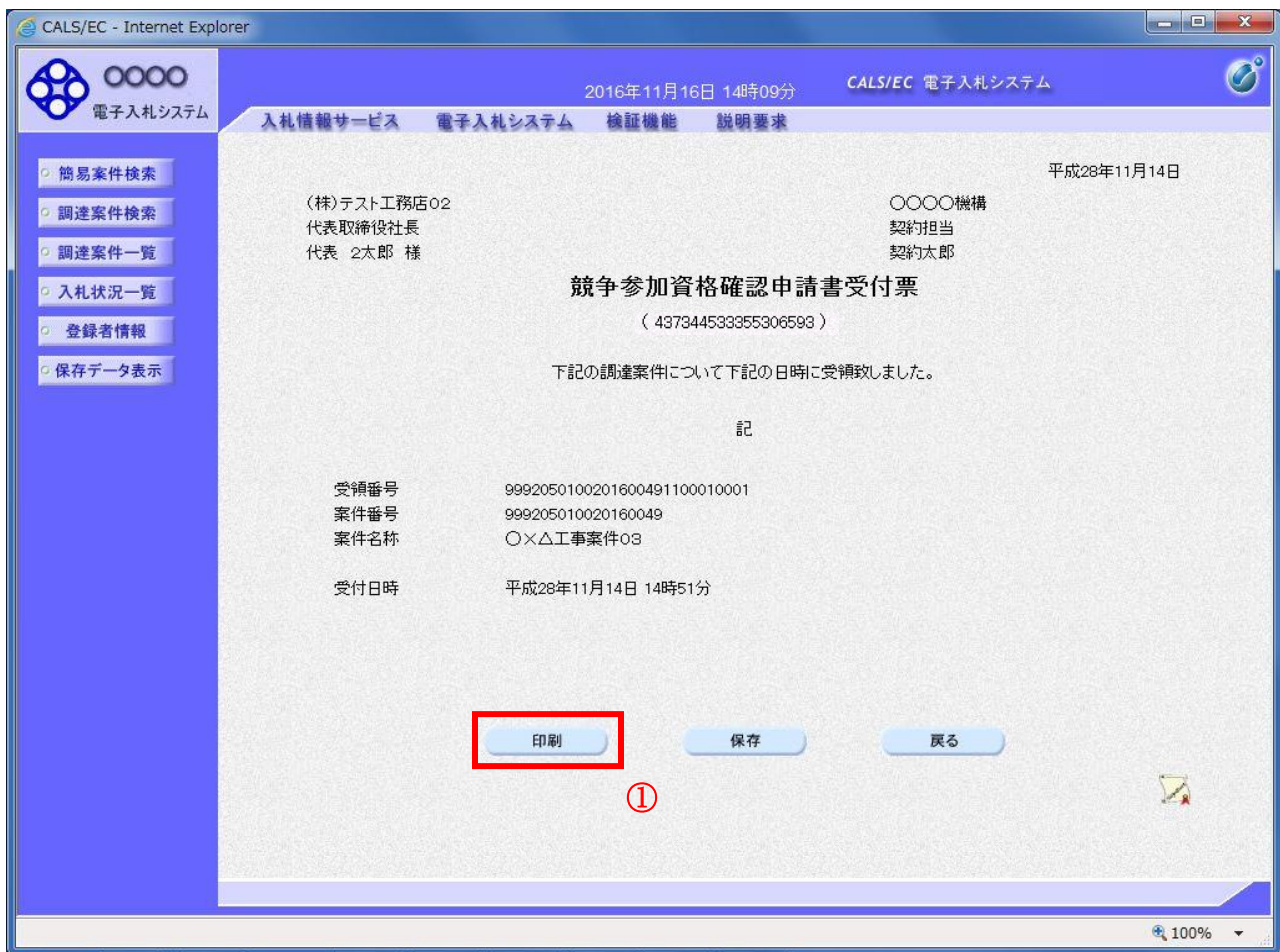 CALS/EC - Internet Explorer
〇〇〇〇
電子入札システム
2016年11月16日 14時09分
CALS/EC 電子入札システム
入札情報サービス 電子入札システム 検証機能 説明要求
簡易案件検索
調達案件検索
調達案件一覧
入札状況一覧
登録者情報
保存データ表示
平成28年11月14日
(株)テスト工務店02
代表取締役社長
代表 2太郎 様
〇〇〇〇機構
契約担当
契約太郎
競争参加資格確認申請書受付票
( 437344533355306593 )
下記の調達案件について下記の日時に受領致しました。
記
受領番号 99920501002016004911000​10001
案件番号 999205010020160049
案件名称 〇×△工事案件03
受付日時 平成28年11月14日 14時51分
印刷 保存 戻る
①
100%